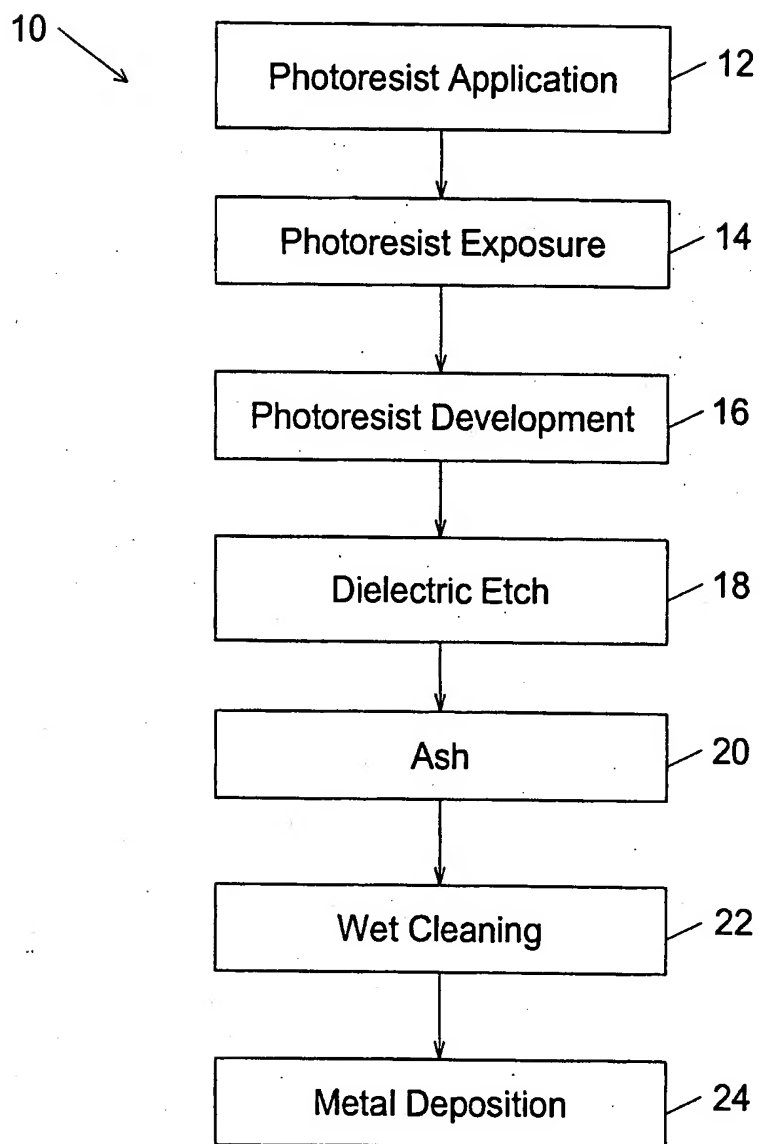 10
Photoresist Application 12
Photoresist Exposure 14
Photoresist Development 16
Dielectric Etch 18
Ash 20
Wet Cleaning 22
Metal Deposition 24